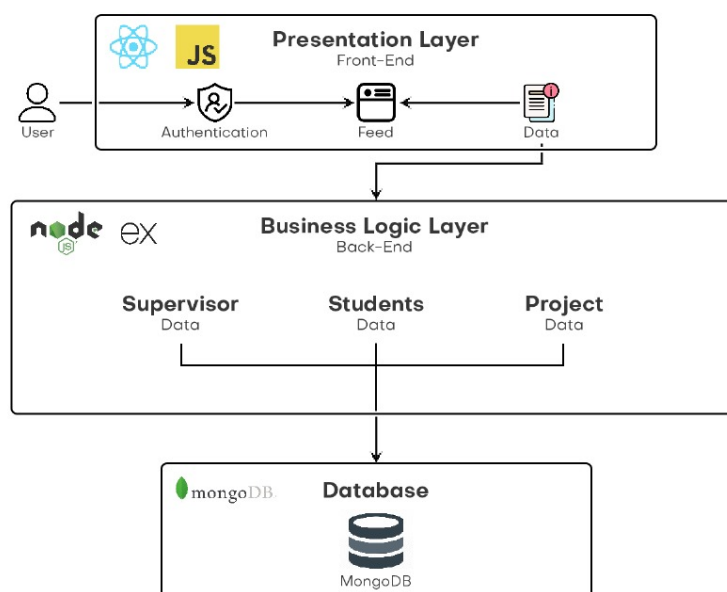 JS
Presentation Layer
Front-End
User
Authentication
Feed
Data
node
JS
ex
Business Logic Layer
Back-End
Supervisor
Data
Students
Data
Project
Data
mongoDB.
Database
MongoDB